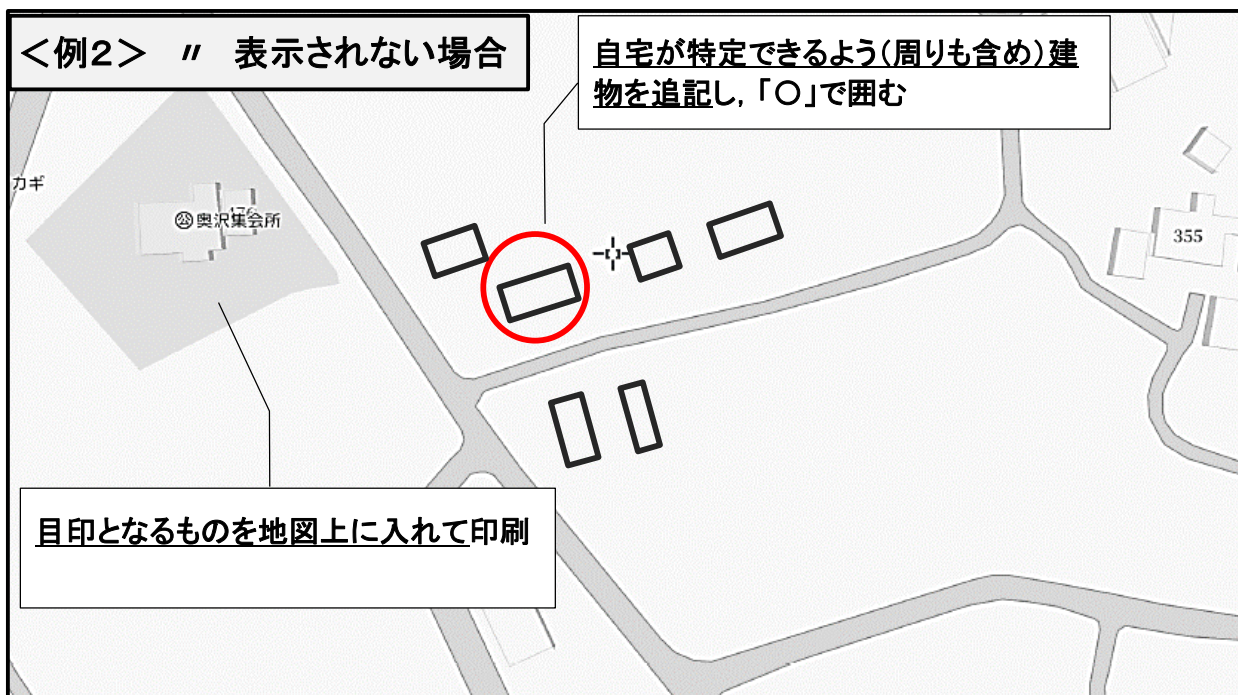 <例2> 〃 表示されない場合
自宅が特定できるよう(周りも含め)建
物を追記し,「○」で囲む
カギ
㊂奥沢集会所
355
目印となるものを地図上に入れて印刷